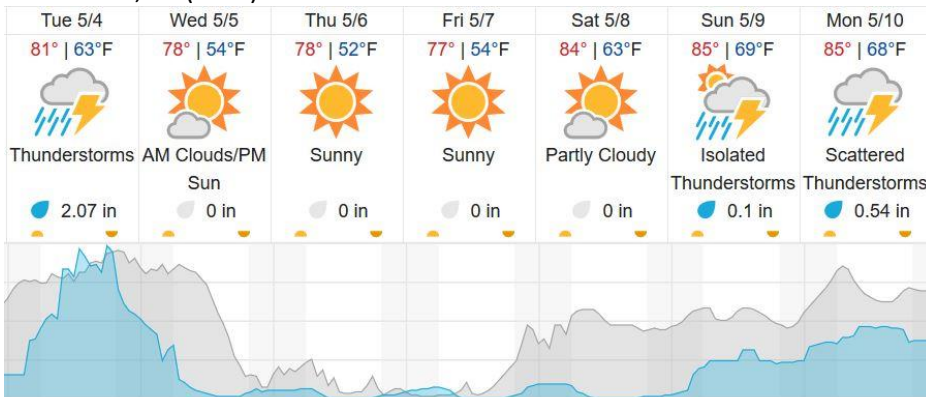 Tue 5/4 Wed 5/5 Thu 5/6 Fri 5/7 Sat 5/8 Sun 5/9 Mon 5/10
81° | 63°F 78° | 54°F 78° | 52°F 77° | 54°F 84° | 63°F 85° | 69°F 85° | 68°F
Thunderstorms AM Clouds/PM Sunny Sunny Partly Cloudy Isolated Scattered
Sun Thunderstorms Thunderstorms
2.07 in 0 in 0 in 0 in 0 in 0.1 in 0.54 in